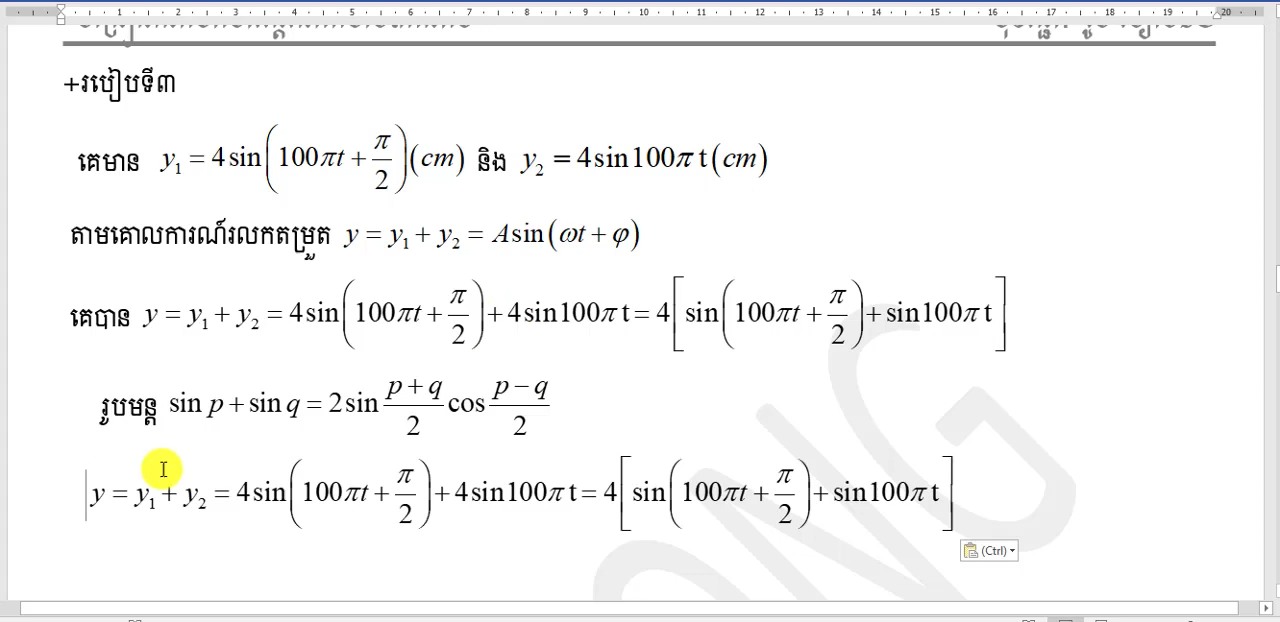 +របៀបទី៣
គេមាន y₁ = 4sin(100πt + π/2)(cm) និង y₂ = 4sin100πt(cm)
តាមគោលការណ៍រលកតម្រួត y = y₁ + y₂ = Asin(ωt + φ)
គេបាន y = y₁ + y₂ = 4sin(100πt + π/2) + 4sin100πt = 4[sin(100πt + π/2) + sin100πt]
រូបមន្ត sin p + sin q = 2sin (p + q)/2 cos (p − q)/2
y = y₁ + y₂ = 4sin(100πt + π/2) + 4sin100πt = 4[sin(100πt + π/2) + sin100πt]
(Ctrl)